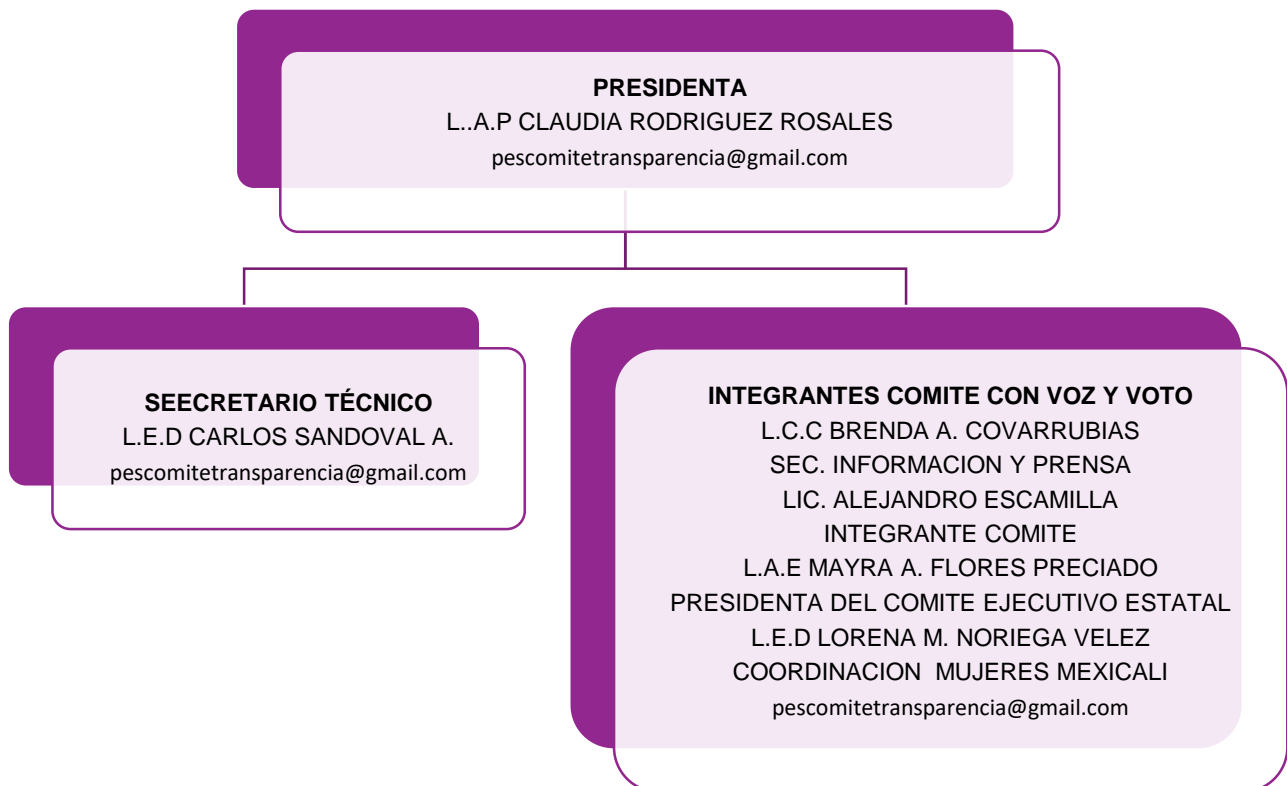 PRESIDENTA
L..A.P CLAUDIA RODRIGUEZ ROSALES
pescomitetransparencia@gmail.com
SEECRETARIO TÉCNICO
L.E.D CARLOS SANDOVAL A.
pescomitetransparencia@gmail.com
INTEGRANTES COMITE CON VOZ Y VOTO
L.C.C BRENDA A. COVARRUBIAS
SEC. INFORMACION Y PRENSA
LIC. ALEJANDRO ESCAMILLA
INTEGRANTE COMITE
L.A.E MAYRA A. FLORES PRECIADO
PRESIDENTA DEL COMITE EJECUTIVO ESTATAL
L.E.D LORENA M. NORIEGA VELEZ
COORDINACION  MUJERES MEXICALI
pescomitetransparencia@gmail.com